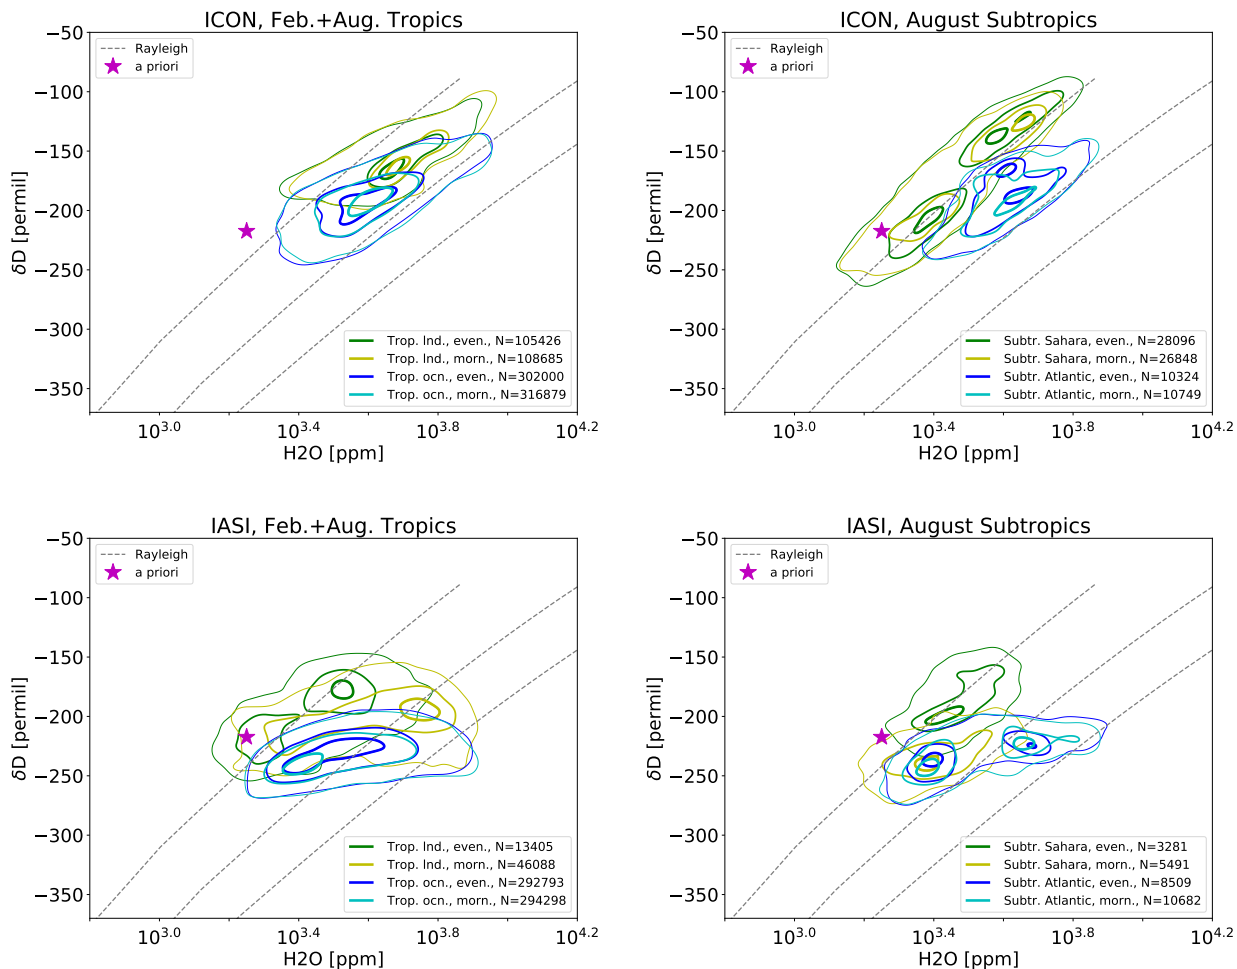 ICON, Feb.+Aug. Tropics
−50
−100
−150
−200
−250
−300
−350
δD [permil]
Rayleigh
a priori
Trop. lnd., even., N=105426
Trop. lnd., morn., N=108685
Trop. ocn., even., N=302000
Trop. ocn., morn., N=316879
10^3.0
10^3.4
10^3.8
10^4.2
H2O [ppm]
ICON, August Subtropics
−50
−100
−150
−200
−250
−300
−350
δD [permil]
Rayleigh
a priori
Subtr. Sahara, even., N=28096
Subtr. Sahara, morn., N=26848
Subtr. Atlantic, even., N=10324
Subtr. Atlantic, morn., N=10749
10^3.0
10^3.4
10^3.8
10^4.2
H2O [ppm]
IASI, Feb.+Aug. Tropics
−50
−100
−150
−200
−250
−300
−350
δD [permil]
Rayleigh
a priori
Trop. lnd., even., N=13405
Trop. lnd., morn., N=46088
Trop. ocn., even., N=292793
Trop. ocn., morn., N=294298
10^3.0
10^3.4
10^3.8
10^4.2
H2O [ppm]
IASI, August Subtropics
−50
−100
−150
−200
−250
−300
−350
δD [permil]
Rayleigh
a priori
Subtr. Sahara, even., N=3281
Subtr. Sahara, morn., N=5491
Subtr. Atlantic, even., N=8509
Subtr. Atlantic, morn., N=10682
10^3.0
10^3.4
10^3.8
10^4.2
H2O [ppm]